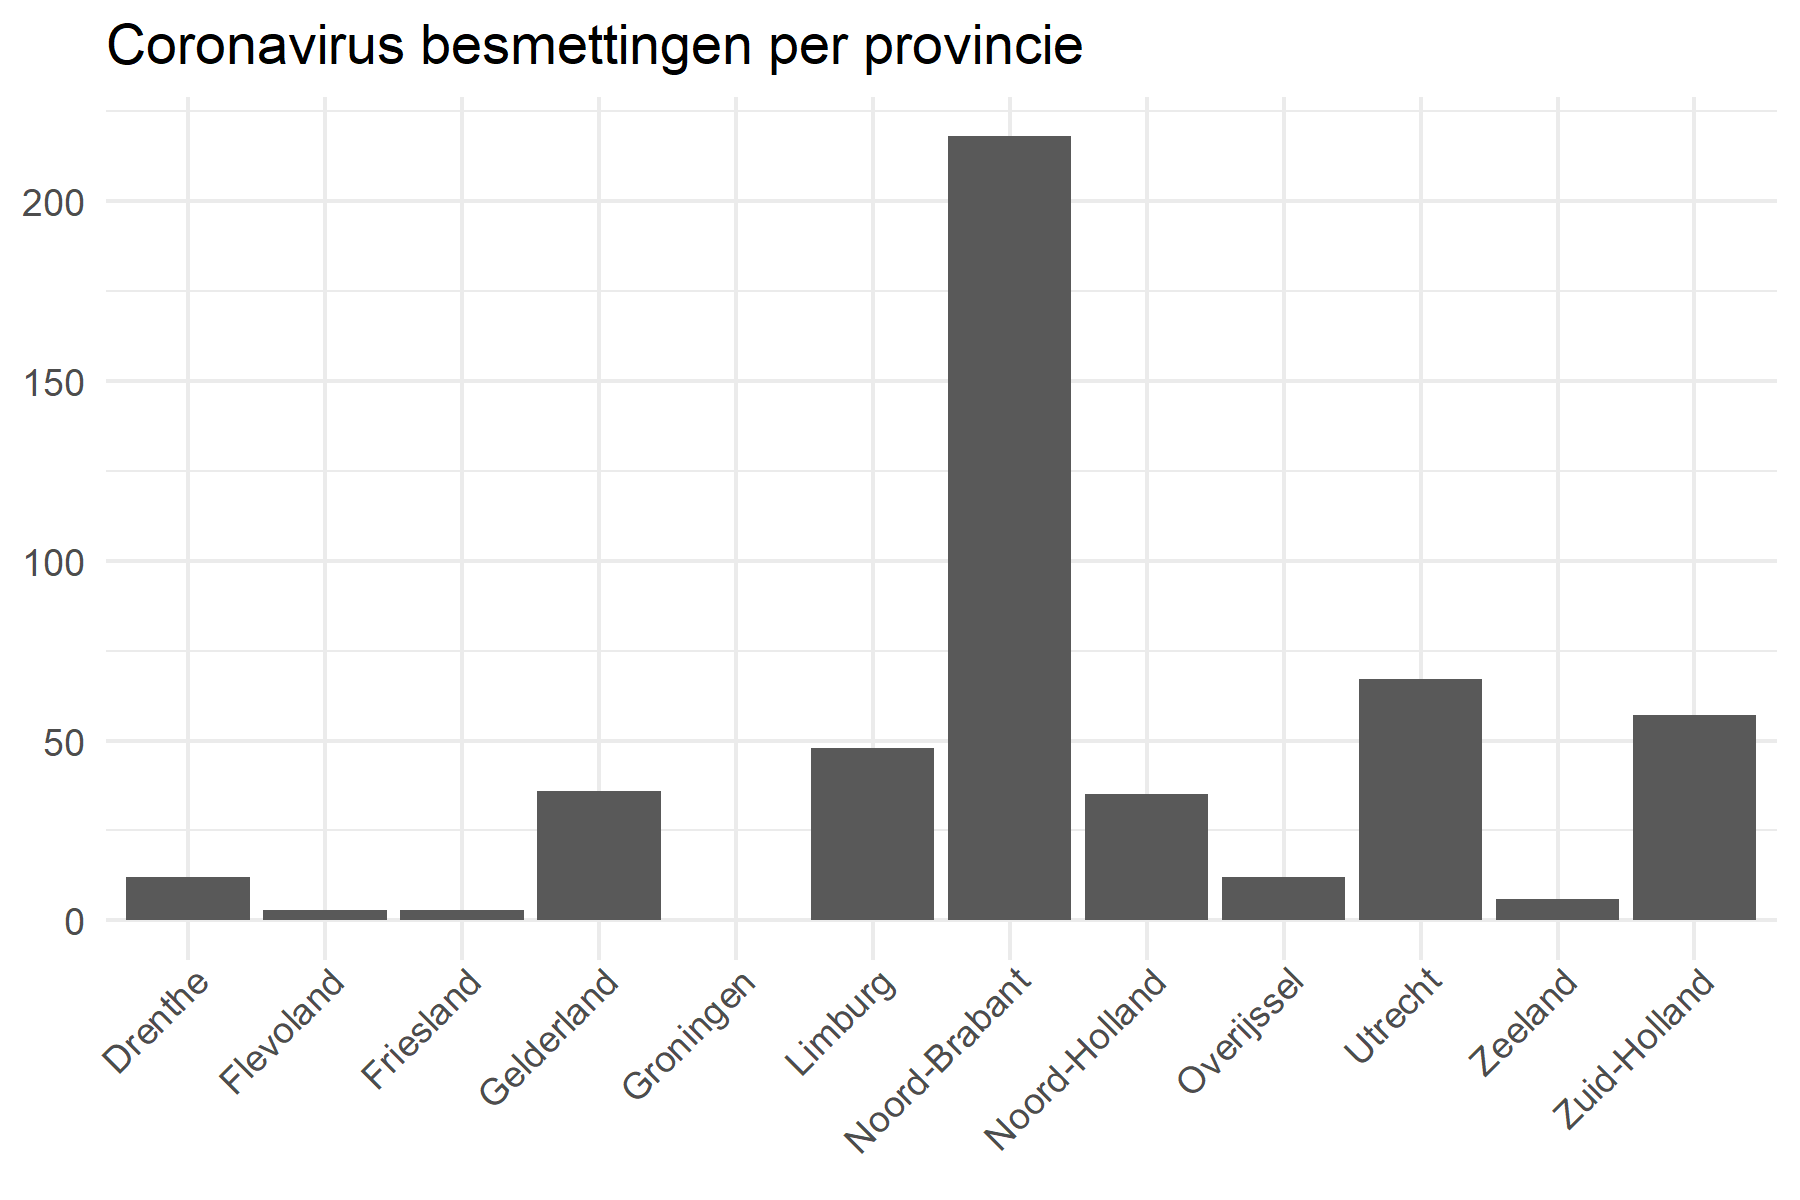 Coronavirus besmettingen per provincie
200
150
100
50
0
Drenthe
Flevoland
Friesland
Gelderland
Groningen
Limburg
Noord-Brabant
Noord-Holland
Overijssel
Utrecht
Zeeland
Zuid-Holland